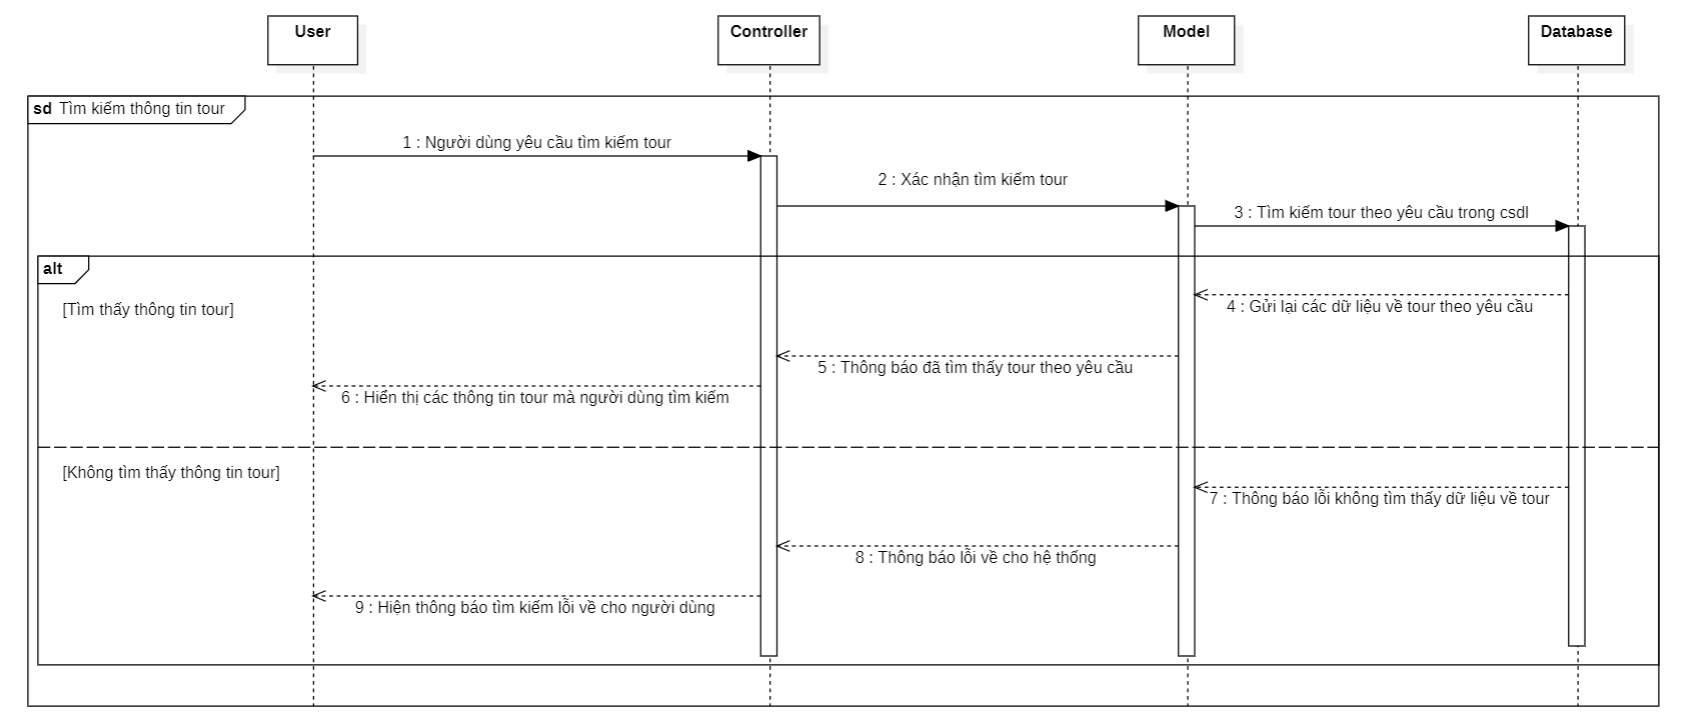 User
Controller
Model
Database
sd Tìm kiếm thông tin tour
1 : Người dùng yêu cầu tìm kiếm tour
2 : Xác nhận tìm kiếm tour
3 : Tìm kiếm tour theo yêu cầu trong csdl
alt
[Tìm thấy thông tin tour]
4 : Gửi lại các dữ liệu về tour theo yêu cầu
5 : Thông báo đã tìm thấy tour theo yêu cầu
6 : Hiển thị các thông tin tour mà người dùng tìm kiếm
[Không tìm thấy thông tin tour]
7 : Thông báo lỗi không tìm thấy dữ liệu về tour
8 : Thông báo lỗi về cho hệ thống
9 : Hiện thông báo tìm kiếm lỗi về cho người dùng